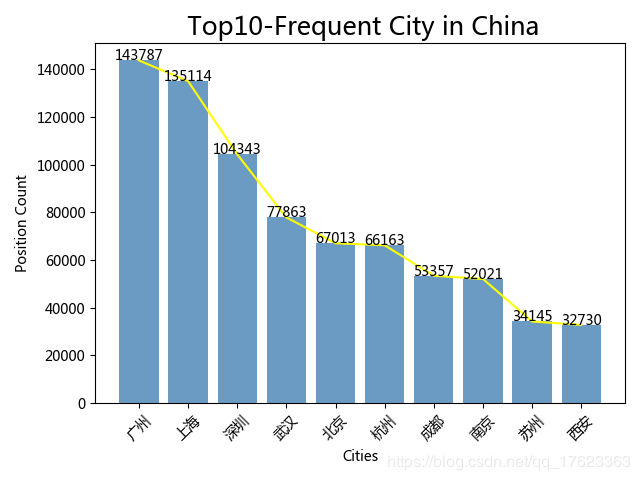 Top10-Frequent City in China
143787
135114
104343
77863
67013
66163
53357
52021
34145
32730
140000
120000
100000
80000
60000
40000
20000
0
Position Count
广州
上海
深圳
武汉
北京
杭州
成都
南京
苏州
西安
Cities
https://blog.csdn.net/qq_17623363